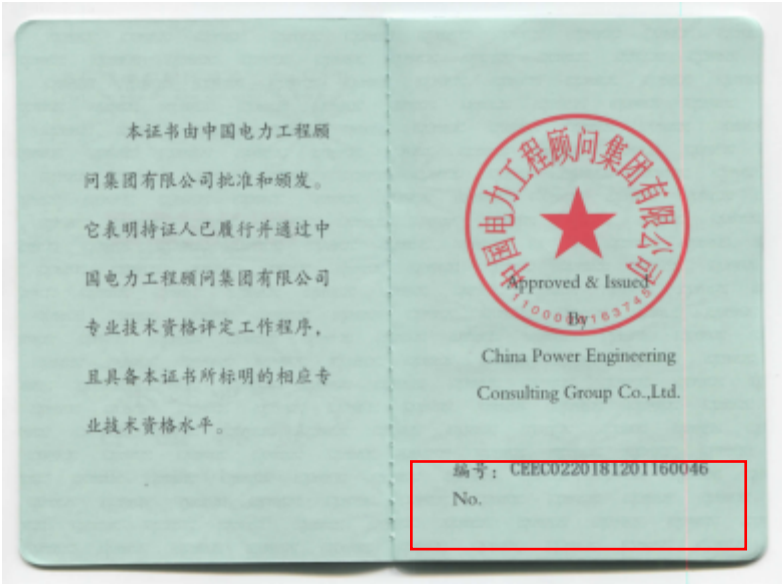 本证书由中国电力工程顾
问集团有限公司批准和颁发。
它表明持证人已履行并通过中
国电力工程顾问集团有限公司
专业技术资格评定工作程序，
且具备本证书所标明的相应专
业技术资格水平。
中国电力工程顾问集团有限公司
Approved & Issued
By
China Power Engineering
Consulting Group Co.,Ltd.
编号：CEEC0220181201160046
No.